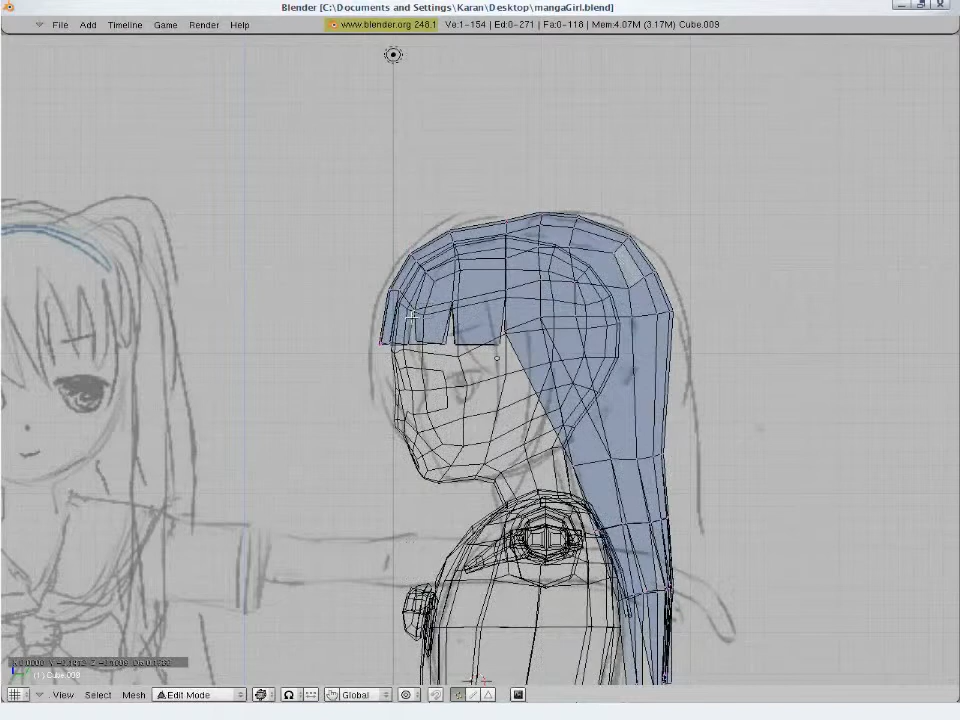 Blender [C:\Documents and Settings\Karan\Desktop\mangaGirl.blend]
File Add Timeline Game Render Help www.blender.org 248.1 Ve:1-154 | Ed:0-271 | Fa:0-118 | Mem:4.07M (3.17M) Cube.009
(1) Cube.009
View Select Mesh Edit Mode Global